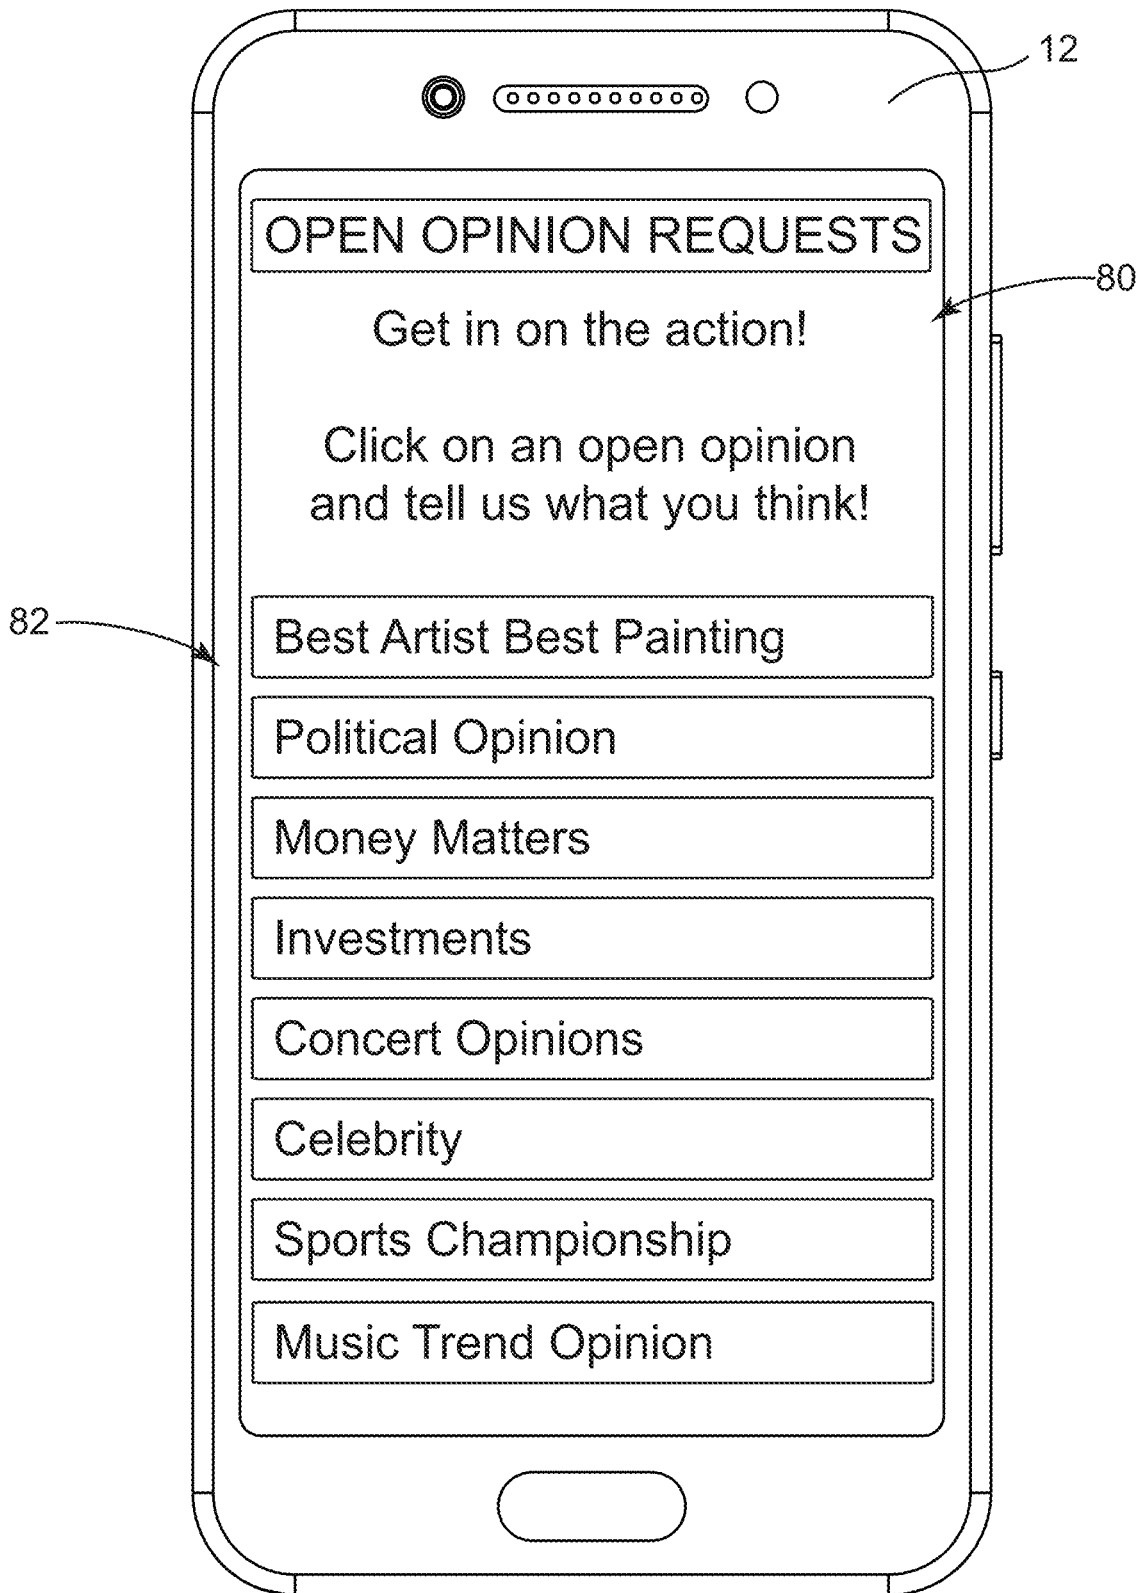 12
OPEN OPINION REQUESTS
80
Get in on the action!
Click on an open opinion
and tell us what you think!
82
Best Artist Best Painting
Political Opinion
Money Matters
Investments
Concert Opinions
Celebrity
Sports Championship
Music Trend Opinion